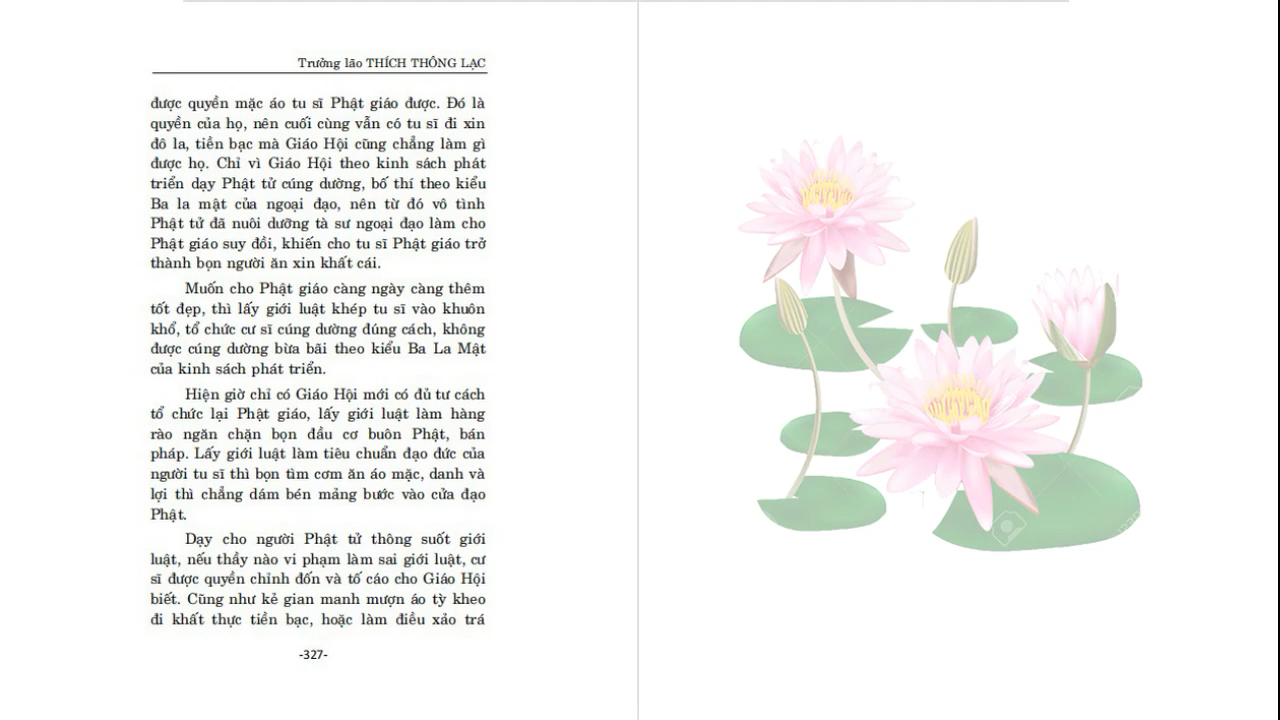 Trưởng lão THÍCH THÔNG LẠC
được quyền mặc áo tu sĩ Phật giáo được. Đó là
quyền của họ, nên cuối cùng vẫn có tu sĩ đi xin
đô la, tiền bạc mà Giáo Hội cũng chẳng làm gì
được họ. Chỉ vì Giáo Hội theo kinh sách phát
triển dạy Phật tử cúng dường, bố thí theo kiểu
Ba la mật của ngoại đạo, nên từ đó vô tình
Phật tử đã nuôi dưỡng tà sư ngoại đạo làm cho
Phật giáo suy đồi, khiến cho tu sĩ Phật giáo trở
thành bọn người ăn xin khất cái.
Muốn cho Phật giáo càng ngày càng thêm
tốt đẹp, thì lấy giới luật khép tu sĩ vào khuôn
khổ, tổ chức cư sĩ cúng dường đúng cách, không
được cúng dường bừa bãi theo kiểu Ba La Mật
của kinh sách phát triển.
Hiện giờ chỉ có Giáo Hội mới có đủ tư cách
tổ chức lại Phật giáo, lấy giới luật làm hàng
rào ngăn chặn bọn đầu cơ buôn Phật, bán
pháp. Lấy giới luật làm tiêu chuẩn đạo đức của
người tu sĩ thì bọn tìm cơm ăn áo mặc, danh và
lợi thì chẳng dám bén mảng bước vào cửa đạo
Phật.
Dạy cho người Phật tử thông suốt giới
luật, nếu thầy nào vi phạm làm sai giới luật, cư
sĩ được quyền chỉnh đốn và tố cáo cho Giáo Hội
biết. Cũng như kẻ gian manh mượn áo tỳ kheo
đi khất thực tiền bạc, hoặc làm điều xảo trá
-327-